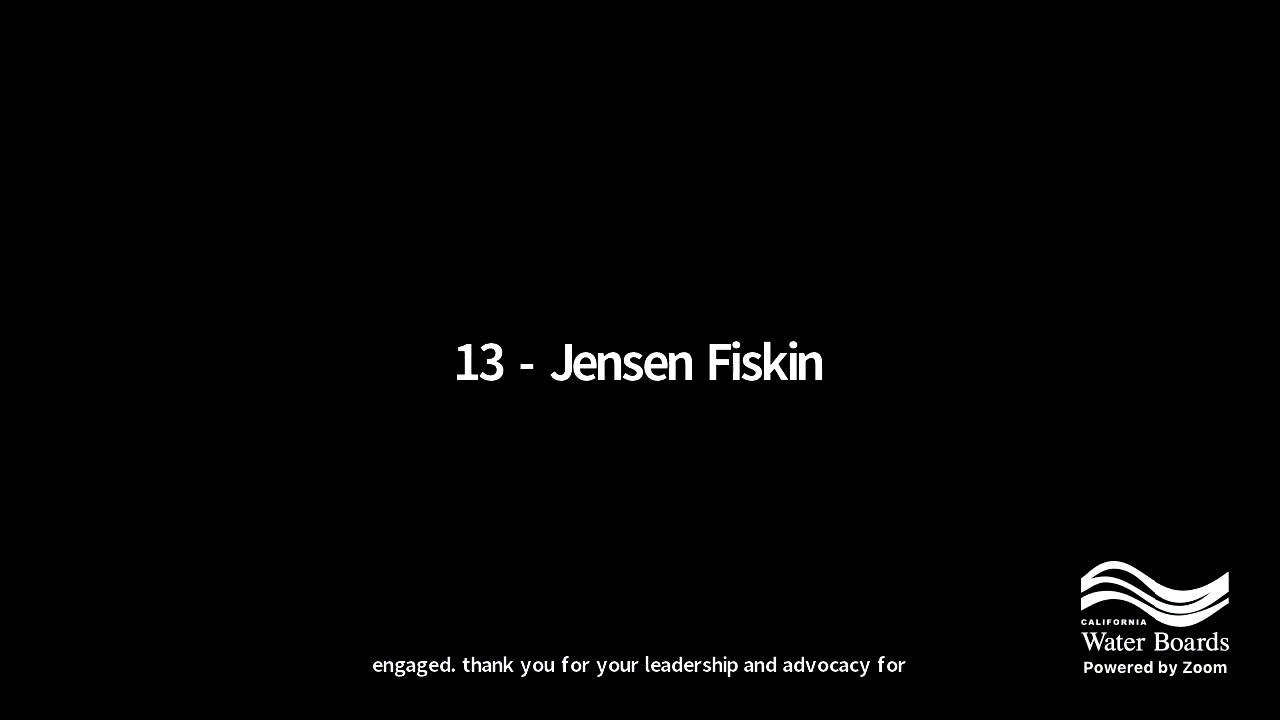 13 - Jensen Fiskin
CALIFORNIA
Water Boards
engaged. thank you for your leadership and advocacy for
Powered by Zoom